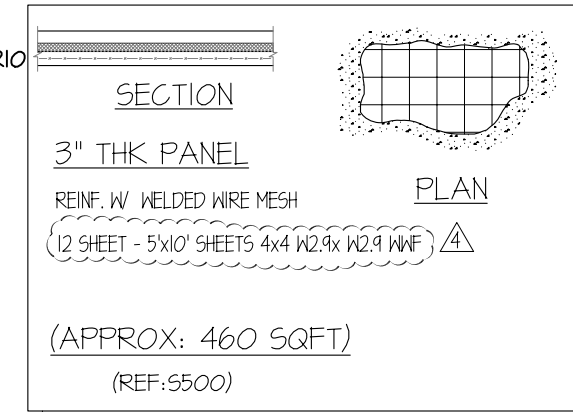 RIO
SECTION
3" THK PANEL
REINF. W/ WELDED WIRE MESH
PLAN
12 SHEET - 5'x10' SHEETS 4x4 W2.9x W2.9 WWF 4
(APPROX: 460 SQFT)
(REF:S500)